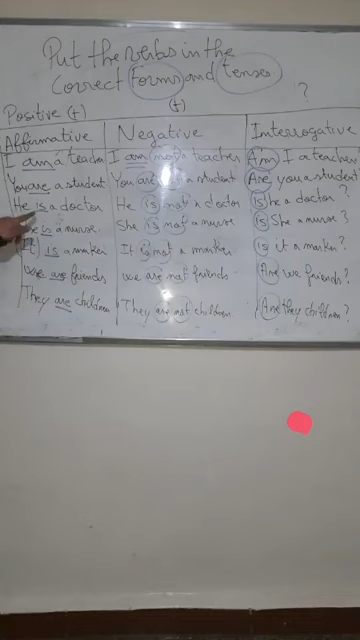 Put the verbs in the
Correct Forms and tenses
?
Positive (+)
(t)
Affirmative Negative Interrogative
I am a teacher I am not a teacher Am I a teacher
You are a student You are a student Are you a student
?
He is a doctor He is not a doctor Is he a doctor
is a nurse. She is not a nurse Is She a nurse?
It is a marker It is not a marker is it a marker?
we are friends we are not friends Are we friends?
They are children They are not children Are they children?